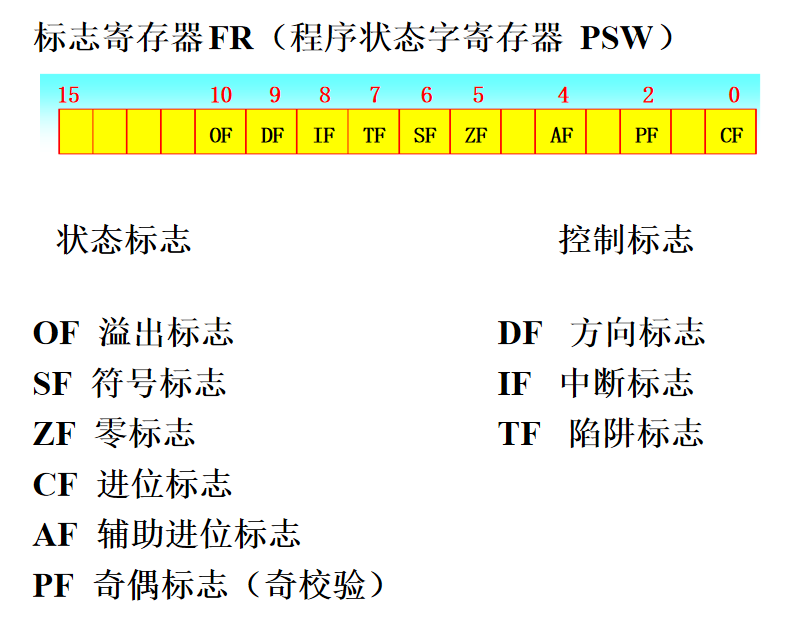 标志寄存器FR（程序状态字寄存器 PSW）
15 10 9 8 7 6 5 4 2 0
OF DF IF TF SF ZF AF PF CF
状态标志 控制标志
OF 溢出标志 DF 方向标志
SF 符号标志 IF 中断标志
ZF 零标志 TF 陷阱标志
CF 进位标志
AF 辅助进位标志
PF 奇偶标志（奇校验）